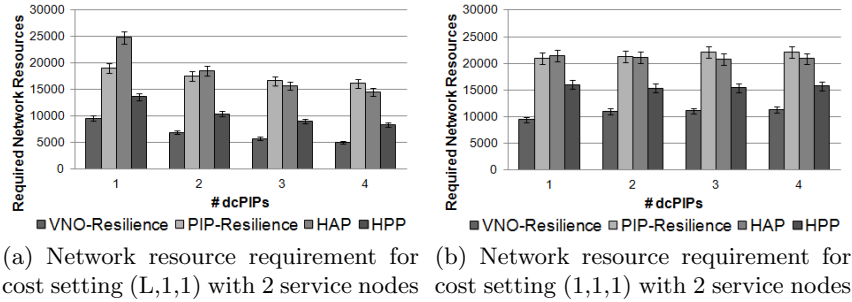 Required Network Resources
30000
25000
20000
15000
10000
5000
0
1 2 3 4
# dcPIPs
VNO-Resilience PIP-Resilience HAP HPP
(a) Network resource requirement for
cost setting (L,1,1) with 2 service nodes
Required Network Resources
30000
25000
20000
15000
10000
5000
0
1 2 3 4
# dcPIPs
VNO-Resilience PIP-Resilience HAP HPP
(b) Network resource requirement for
cost setting (1,1,1) with 2 service nodes